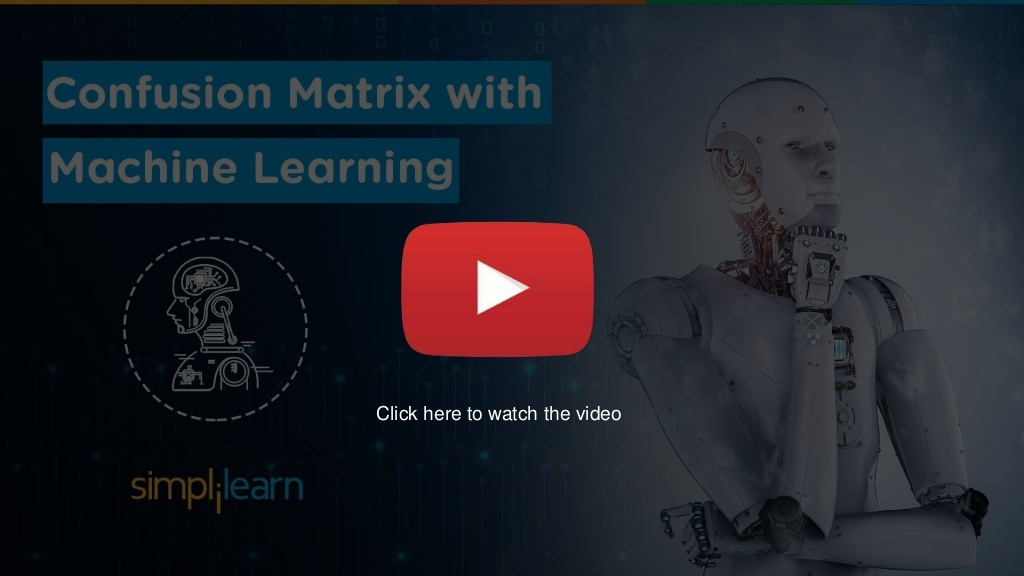 Confusion Matrix with
Machine Learning
Click here to watch the video
simplilearn